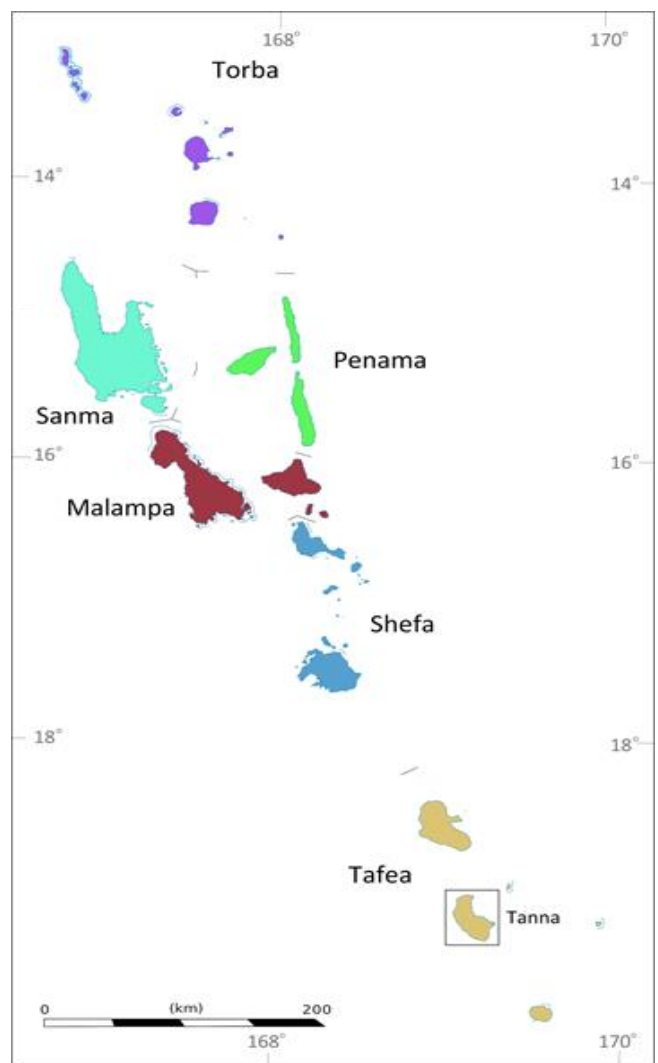 168° 170°
Torba
14° 14°
Penama
Sanma
16° 16°
Malampa
Shefa
18° 18°
Tafea
Tanna
0 (km) 200
168° 170°